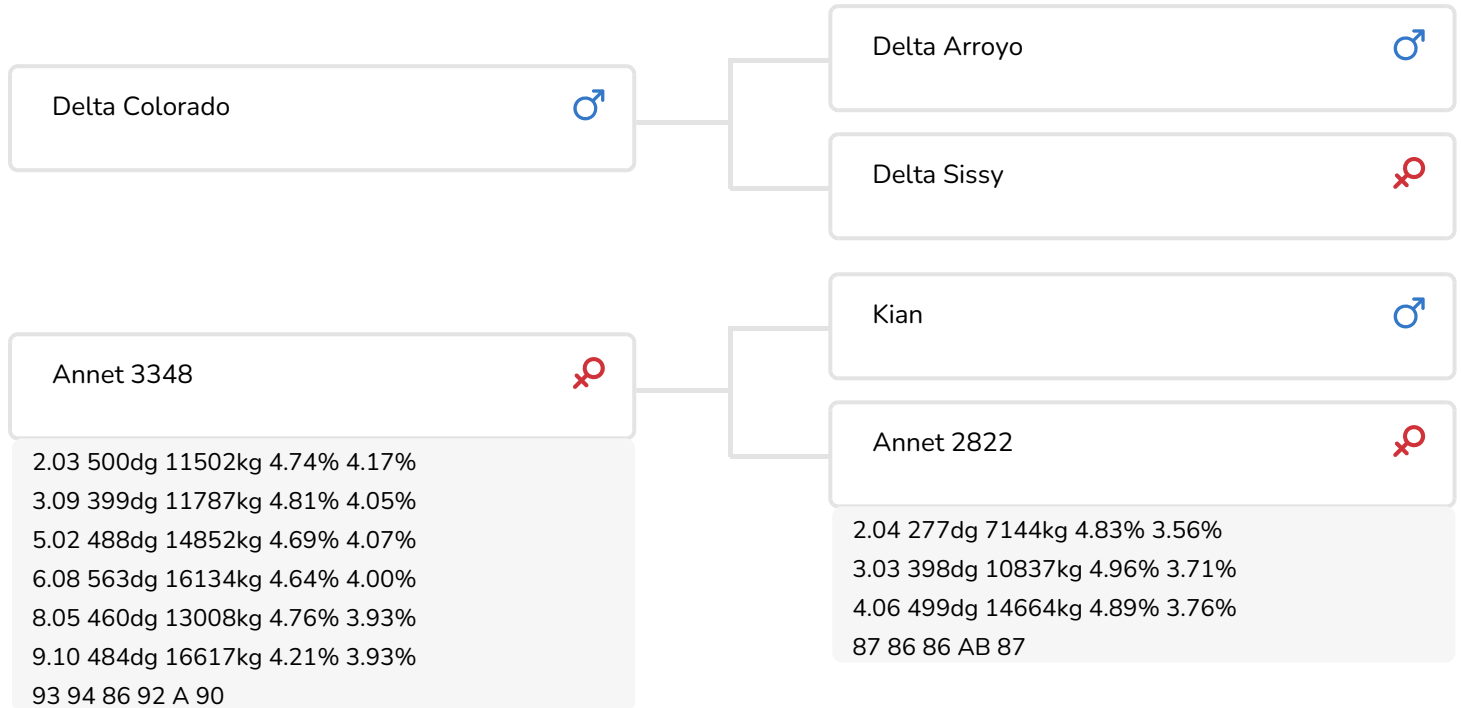 Delta Colorado
Delta Arroyo
Delta Sissy
Annet 3348
2.03 500dg 11502kg 4.74% 4.17%
3.09 399dg 11787kg 4.81% 4.05%
5.02 488dg 14852kg 4.69% 4.07%
6.08 563dg 16134kg 4.64% 4.00%
8.05 460dg 13008kg 4.76% 3.93%
9.10 484dg 16617kg 4.21% 3.93%
93 94 86 92 A 90
Kian
Annet 2822
2.04 277dg 7144kg 4.83% 3.56%
3.03 398dg 10837kg 4.96% 3.71%
4.06 499dg 14664kg 4.89% 3.76%
87 86 86 AB 87